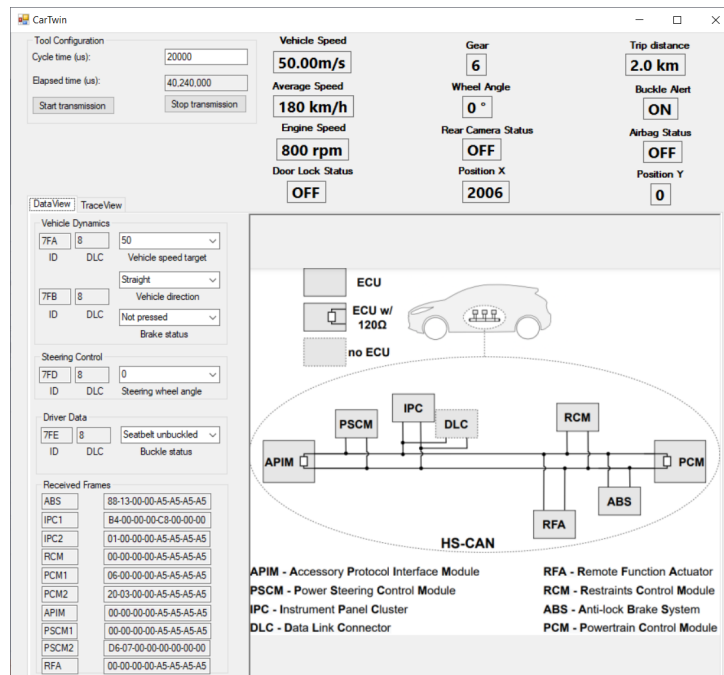 CarTwin
Tool Configuration
Cycle time (us):
20000
Elapsed time (us):
40,240,000
Start transmission
Stop transmission
Vehicle Speed
50.00m/s
Average Speed
180 km/h
Engine Speed
800 rpm
Door Lock Status
OFF
Gear
6
Wheel Angle
0 °
Rear Camera Status
OFF
Position X
2006
Trip distance
2.0 km
Buckle Alert
ON
Airbag Status
OFF
Position Y
0
DataView
TraceView
Vehicle Dynamics
7FA
8
50
ID
DLC
Vehicle speed target
Straight
7FB
8
Vehicle direction
ID
DLC
Not pressed
Brake status
Steering Control
7FD
8
0
ID
DLC
Steering wheel angle
Driver Data
7FE
8
Seatbelt unbuckled
ID
DLC
Buckle status
Received Frames
ABS
88-13-00-00-A5-A5-A5-A5
IPC1
B4-00-00-00-C8-00-00-00
IPC2
01-00-00-00-A5-A5-A5-A5
RCM
00-00-00-00-A5-A5-A5-A5
PCM1
06-00-00-00-A5-A5-A5-A5
PCM2
20-03-00-00-A5-A5-A5-A5
APIM
00-00-00-00-A5-A5-A5-A5
PSCM1
00-00-00-00-A5-A5-A5-A5
PSCM2
D6-07-00-00-00-00-00-00
RFA
00-00-00-00-A5-A5-A5-A5
ECU
ECU w/
120Ω
no ECU
PSCM
IPC
DLC
RCM
APIM
PCM
RFA
ABS
HS-CAN
APIM - Accessory Protocol Interface Module
PSCM - Power Steering Control Module
IPC - Instrument Panel Cluster
DLC - Data Link Connector
RFA - Remote Function Actuator
RCM - Restraints Control Module
ABS - Anti-lock Brake System
PCM - Powertrain Control Module